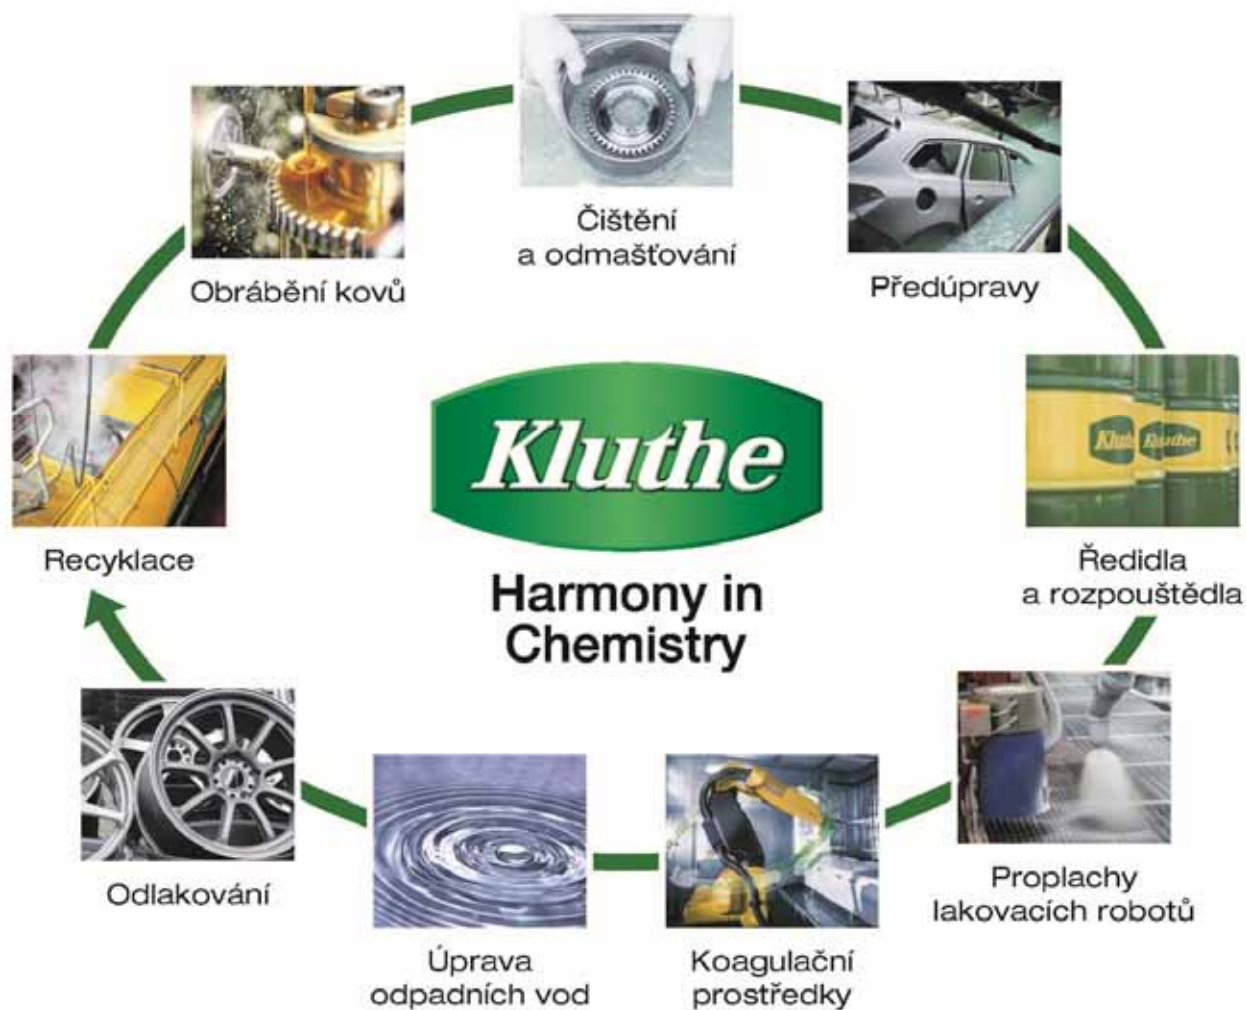 Čištění
a odmašťování
Obrábění kovů
Předúpravy
Kluthe
Harmony in
Chemistry
Kluthe
Recyklace
Ředidla
a rozpouštědla
Odlakování
Proplachy
lakovacích robotů
Úprava
odpadních vod
Koagulační
prostředky